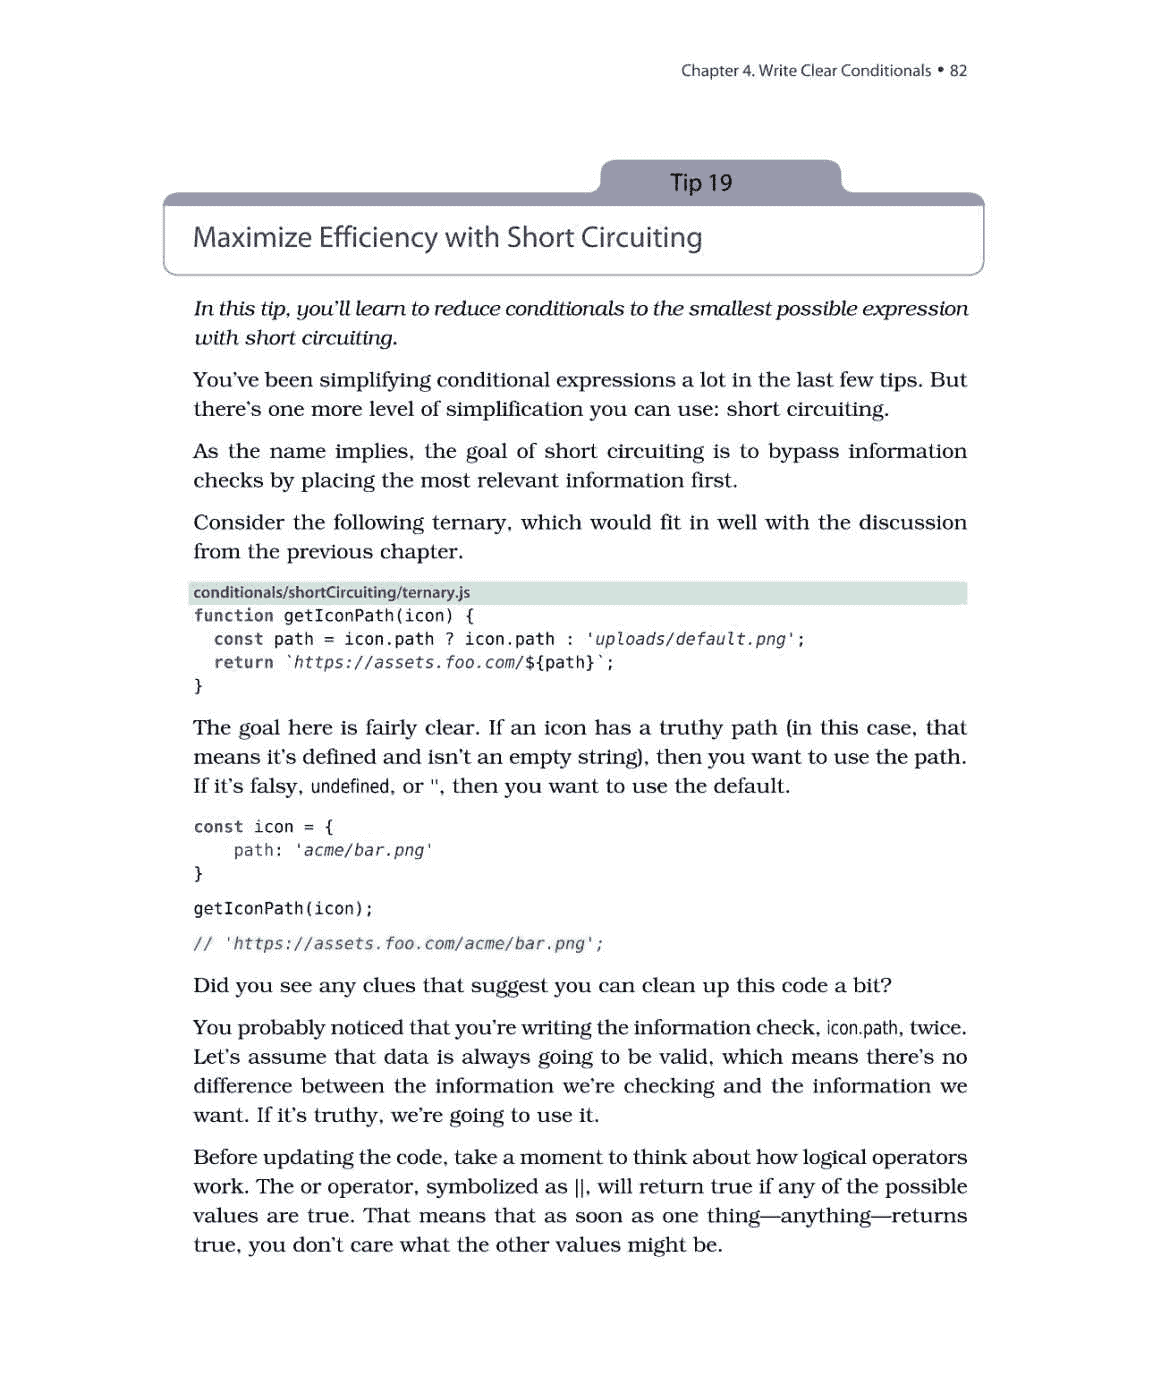 Chapter 4. Write Clear Conditionals • 82
Tip 19
Maximize Efficiency with Short Circuiting
In this tip, you'll learn to reduce conditionals to the smallest possible expression
with short circuiting.
You've been simplifying conditional expressions a lot in the last few tips. But
there's one more level of simplification you can use: short circuiting.
As the name implies, the goal of short circuiting is to bypass information
checks by placing the most relevant information first.
Consider the following ternary, which would fit in well with the discussion
from the previous chapter.
conditionals/shortCircuiting/ternary.js
function getIconPath(icon) {
  const path = icon.path ? icon.path : 'uploads/default.png';
  return `https://assets.foo.com/${path}`;
}
The goal here is fairly clear. If an icon has a truthy path (in this case, that
means it's defined and isn't an empty string), then you want to use the path.
If it's falsy, undefined, or '', then you want to use the default.
const icon = {
    path: 'acme/bar.png'
}
getIconPath(icon);
// 'https://assets.foo.com/acme/bar.png';
Did you see any clues that suggest you can clean up this code a bit?
You probably noticed that you're writing the information check, icon.path, twice.
Let's assume that data is always going to be valid, which means there's no
difference between the information we're checking and the information we
want. If it's truthy, we're going to use it.
Before updating the code, take a moment to think about how logical operators
work. The or operator, symbolized as ||, will return true if any of the possible
values are true. That means that as soon as one thing—anything—returns
true, you don't care what the other values might be.